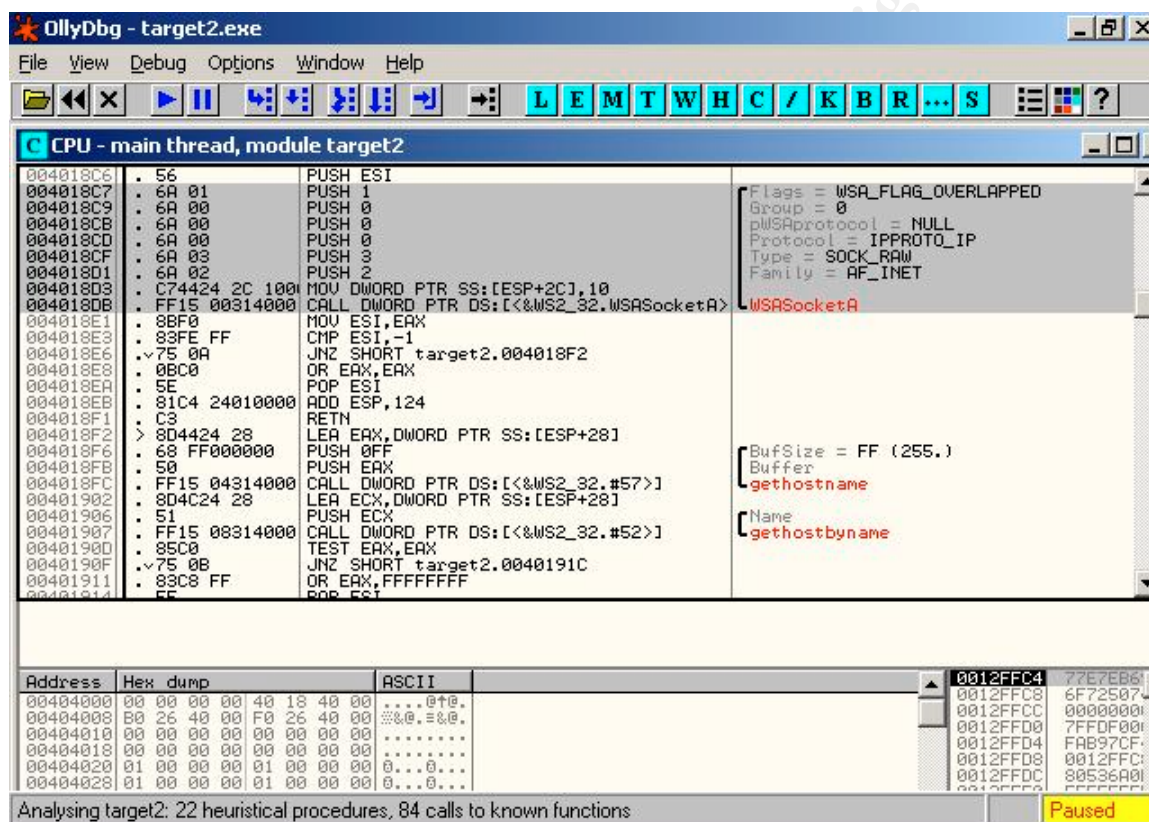 OllyDbg - target2.exe
File View Debug Options Window Help
L E M T W H C / K B R ... S ?
C CPU - main thread, module target2
004018C6 . 56 PUSH ESI
004018C7 . 6A 01 PUSH 1 Flags = WSA_FLAG_OVERLAPPED
004018C9 . 6A 00 PUSH 0 Group = 0
004018CB . 6A 00 PUSH 0 pWSAprotocol = NULL
004018CD . 6A 00 PUSH 0 Protocol = IPPROTO_IP
004018CF . 6A 03 PUSH 3 Type = SOCK_RAW
004018D1 . 6A 02 PUSH 2 Family = AF_INET
004018D3 . C74424 2C 100 MOV DWORD PTR SS:[ESP+2C],10
004018DB . FF15 00314000 CALL DWORD PTR DS:[<&WS2_32.WSASocketA> WSASocketA
004018E1 . 8BF0 MOV ESI,EAX
004018E3 . 83FE FF CMP ESI,-1
004018E6 .v75 0A JNZ SHORT target2.004018F2
004018E8 . 0BC0 OR EAX,EAX
004018EA . 5E POP ESI
004018EB . 81C4 24010000 ADD ESP,124
004018F1 . C3 RETN
004018F2 > 8D4424 28 LEA EAX,DWORD PTR SS:[ESP+28]
004018F6 . 68 FF000000 PUSH 0FF BufSize = FF (255.)
004018FB . 50 PUSH EAX Buffer
004018FC . FF15 04314000 CALL DWORD PTR DS:[<&WS2_32.#57>] gethostname
00401902 . 8D4C24 28 LEA ECX,DWORD PTR SS:[ESP+28]
00401906 . 51 PUSH ECX Name
00401907 . FF15 08314000 CALL DWORD PTR DS:[<&WS2_32.#52>] gethostbyname
0040190D . 85C0 TEST EAX,EAX
0040190F .v75 0B JNZ SHORT target2.0040191C
00401911 . 83C8 FF OR EAX,FFFFFFFF
00401914 . 5E POP ESI
Address Hex dump ASCII
00404000 00 00 00 00 40 18 40 00 ....@↑@.
00404008 B0 26 40 00 F0 26 40 00 ░&@.≡&@.
00404010 00 00 00 00 00 00 00 00 ........
00404018 00 00 00 00 00 00 00 00 ........
00404020 01 00 00 00 01 00 00 00 ☺...☺...
00404028 01 00 00 00 01 00 00 00 ☺...☺...
0012FFC4 77E7EB6
0012FFC8 6F72507
0012FFCC 0000000
0012FFD0 7FFDF00
0012FFD4 FAB97CF
0012FFD8 0012FFC
0012FFDC 80536A0
Analysing target2: 22 heuristical procedures, 84 calls to known functions Paused